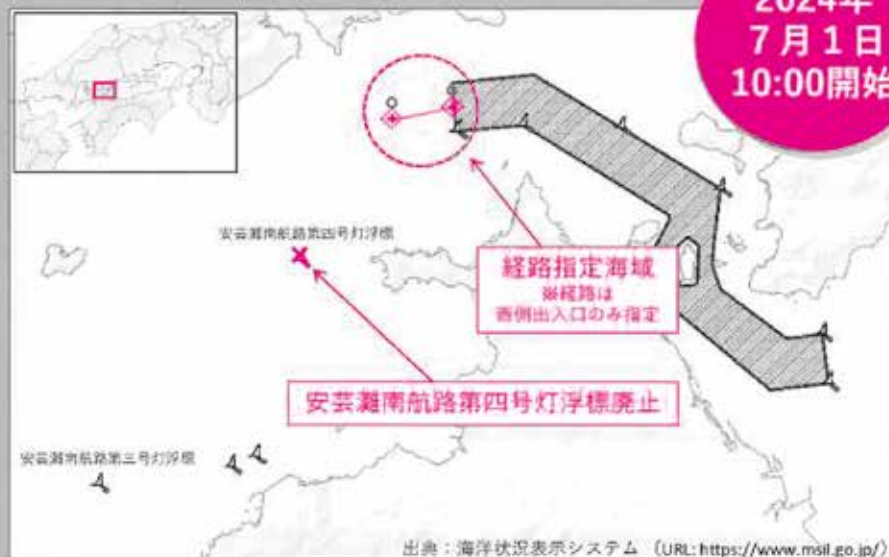 2024年
7月1日
10:00開始
安芸灘南航路第四号灯浮標
経路指定海域
※経路は
西側出入口のみ指定
安芸灘南航路第四号灯浮標廃止
安芸灘南航路第三号灯浮標
出典：海洋状況表示システム（URL: https://www.msil.go.jp/）